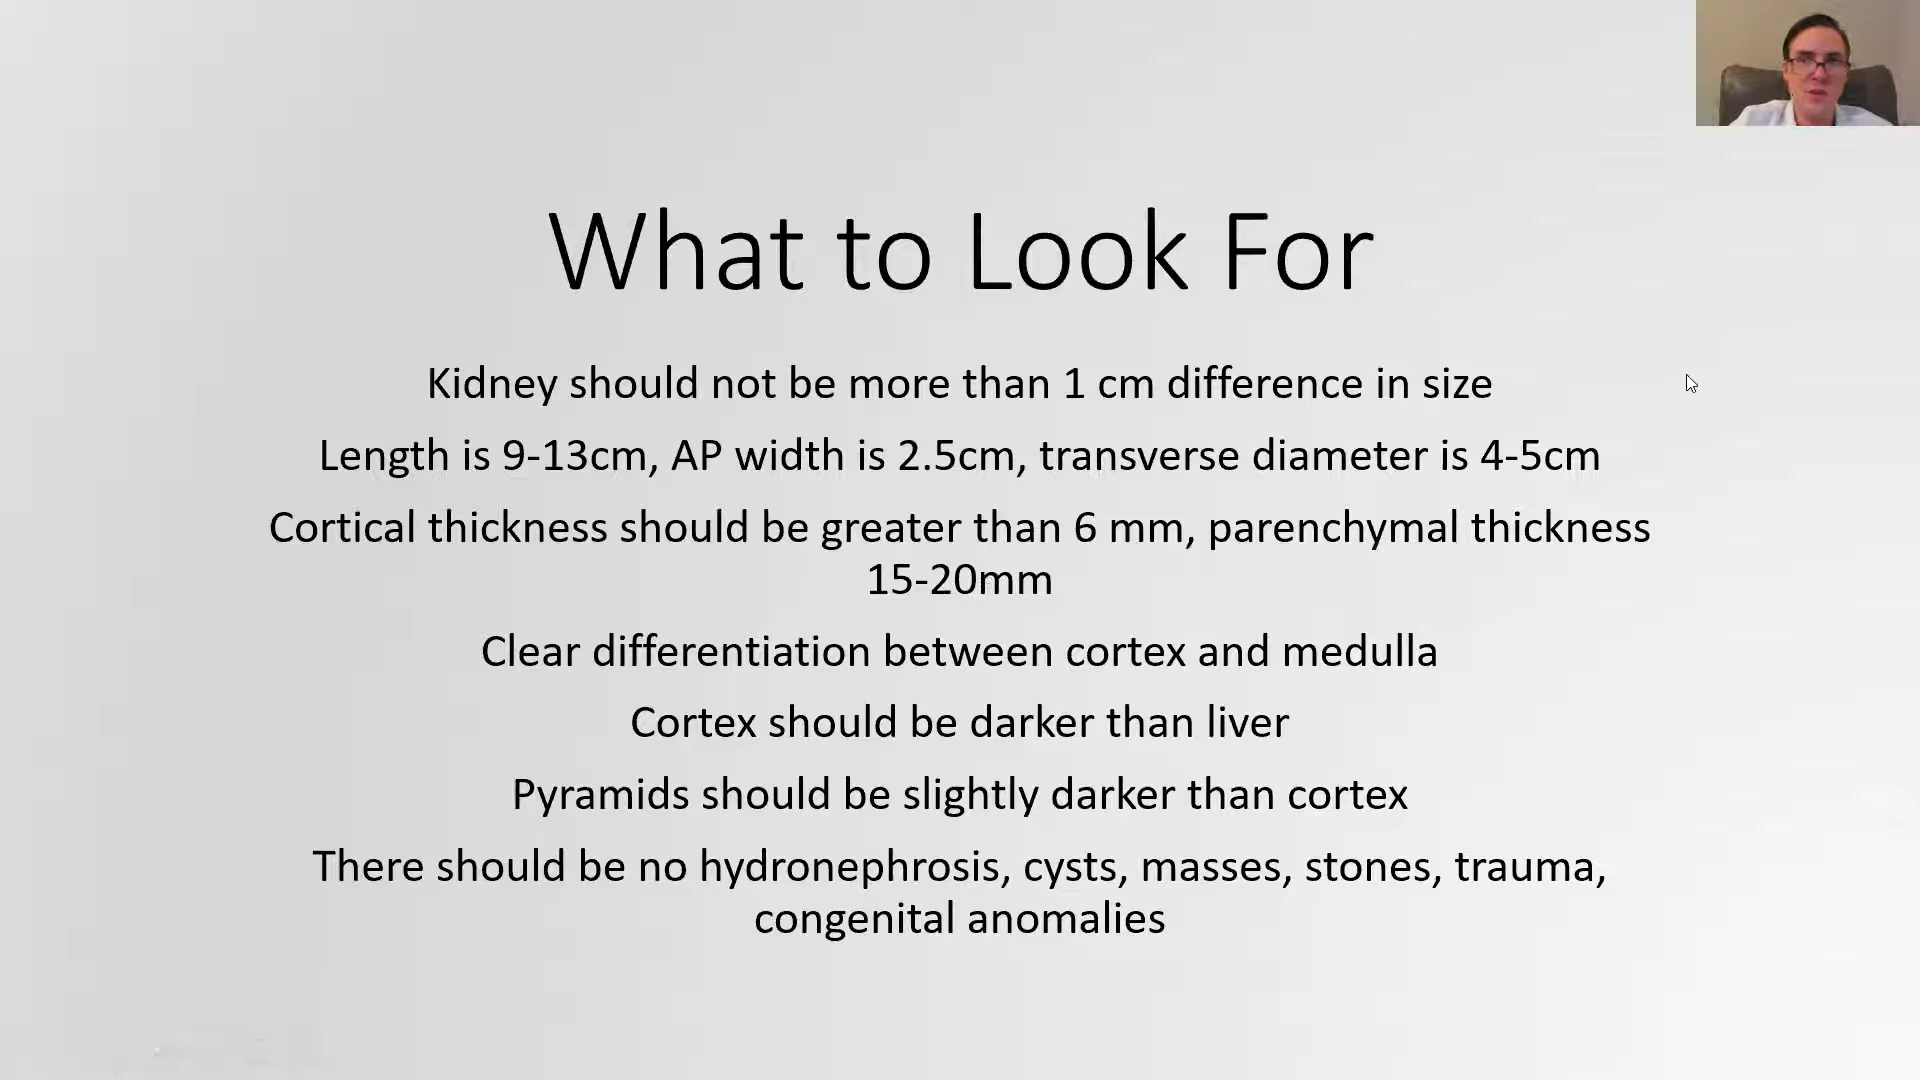 What to Look For
Kidney should not be more than 1 cm difference in size
Length is 9-13cm, AP width is 2.5cm, transverse diameter is 4-5cm
Cortical thickness should be greater than 6 mm, parenchymal thickness
15-20mm
Clear differentiation between cortex and medulla
Cortex should be darker than liver
Pyramids should be slightly darker than cortex
There should be no hydronephrosis, cysts, masses, stones, trauma,
congenital anomalies